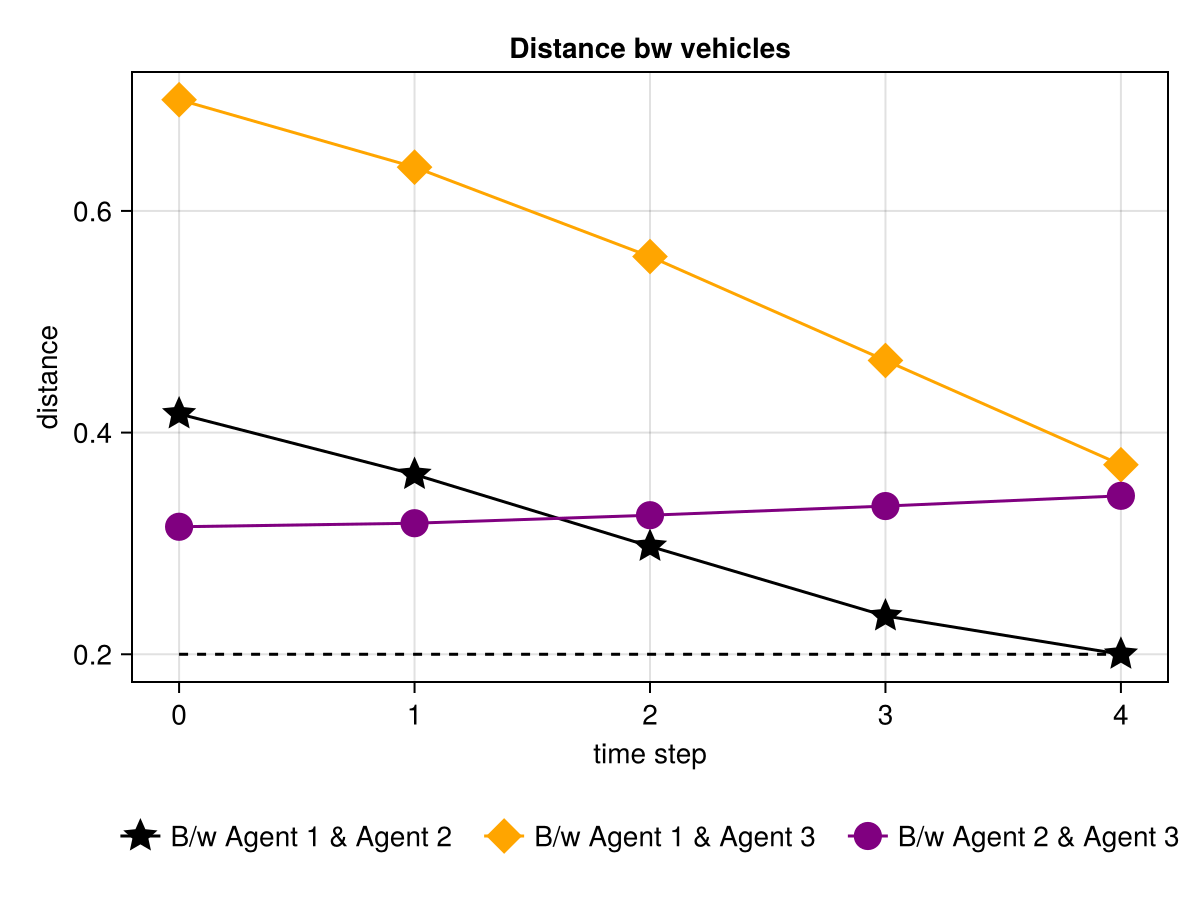 Distance bw vehicles
distance
0.6
0.4
0.2
0 1 2 3 4
time step
B/w Agent 1 & Agent 2 B/w Agent 1 & Agent 3 B/w Agent 2 & Agent 3